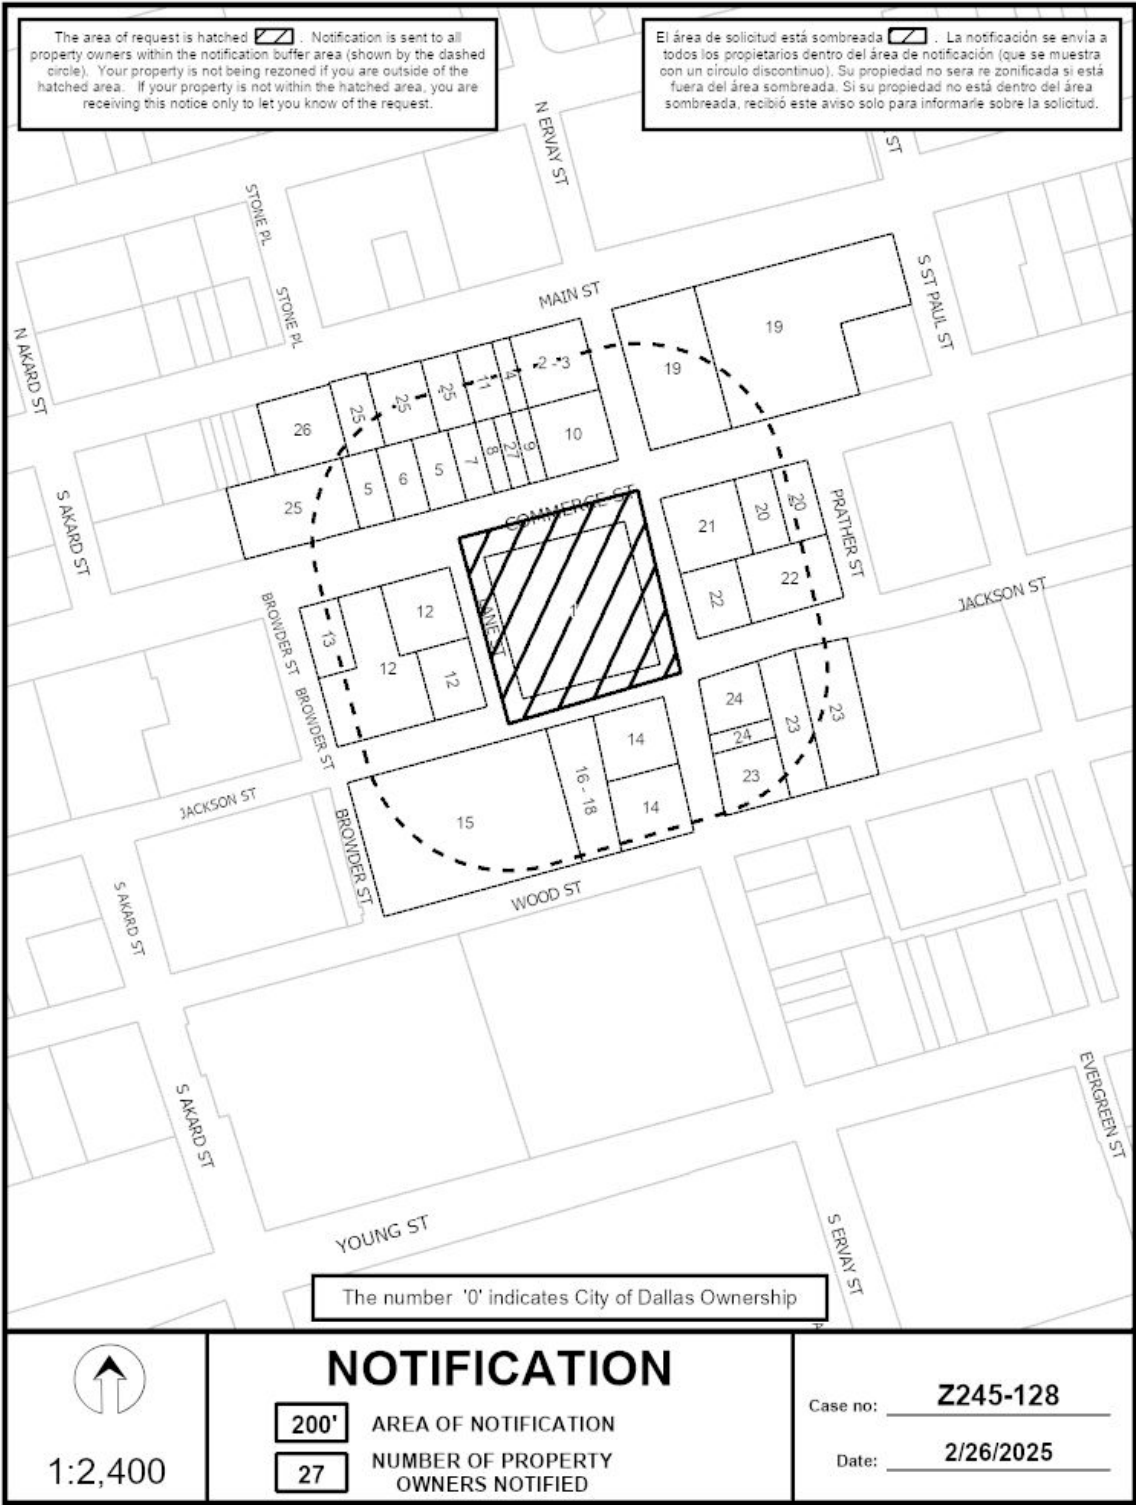 The area of request is hatched . Notification is sent to all
property owners within the notification buffer area (shown by the dashed
circle). Your property is not being rezoned if you are outside of the
hatched area. If your property is not within the hatched area, you are
receiving this notice only to let you know of the request.
El área de solicitud está sombreada . La notificación se envía a
todos los propietarios dentro del área de notificación (que se muestra
con un círculo discontinuo). Su propiedad no sera re zonificada si está
fuera del área sombreada. Si su propiedad no está dentro del área
sombreada, recibió este aviso solo para informarle sobre la solicitud.
N ERVAY ST
ST
STONE PL
STONE PL
MAIN ST
S ST PAUL ST
N AKARD ST
19
19
2 - 3
4
11
25
25
25
26
10
9
27
8
7
5
6
5
25
COMMERCE ST
S AKARD ST
21
20
20
PRATHER ST
22
22
JACKSON ST
BROWDER ST
13
12
12
12
LANE ST
1
BROWDER ST
24
24
23
23
23
14
14
16 - 18
15
JACKSON ST
BROWDER ST
WOOD ST
S AKARD ST
S AKARD ST
EVERGREEN ST
YOUNG ST
S ERVAY ST
The number '0' indicates City of Dallas Ownership
1:2,400
NOTIFICATION
200' AREA OF NOTIFICATION
27 NUMBER OF PROPERTY
OWNERS NOTIFIED
Case no: Z245-128
Date: 2/26/2025